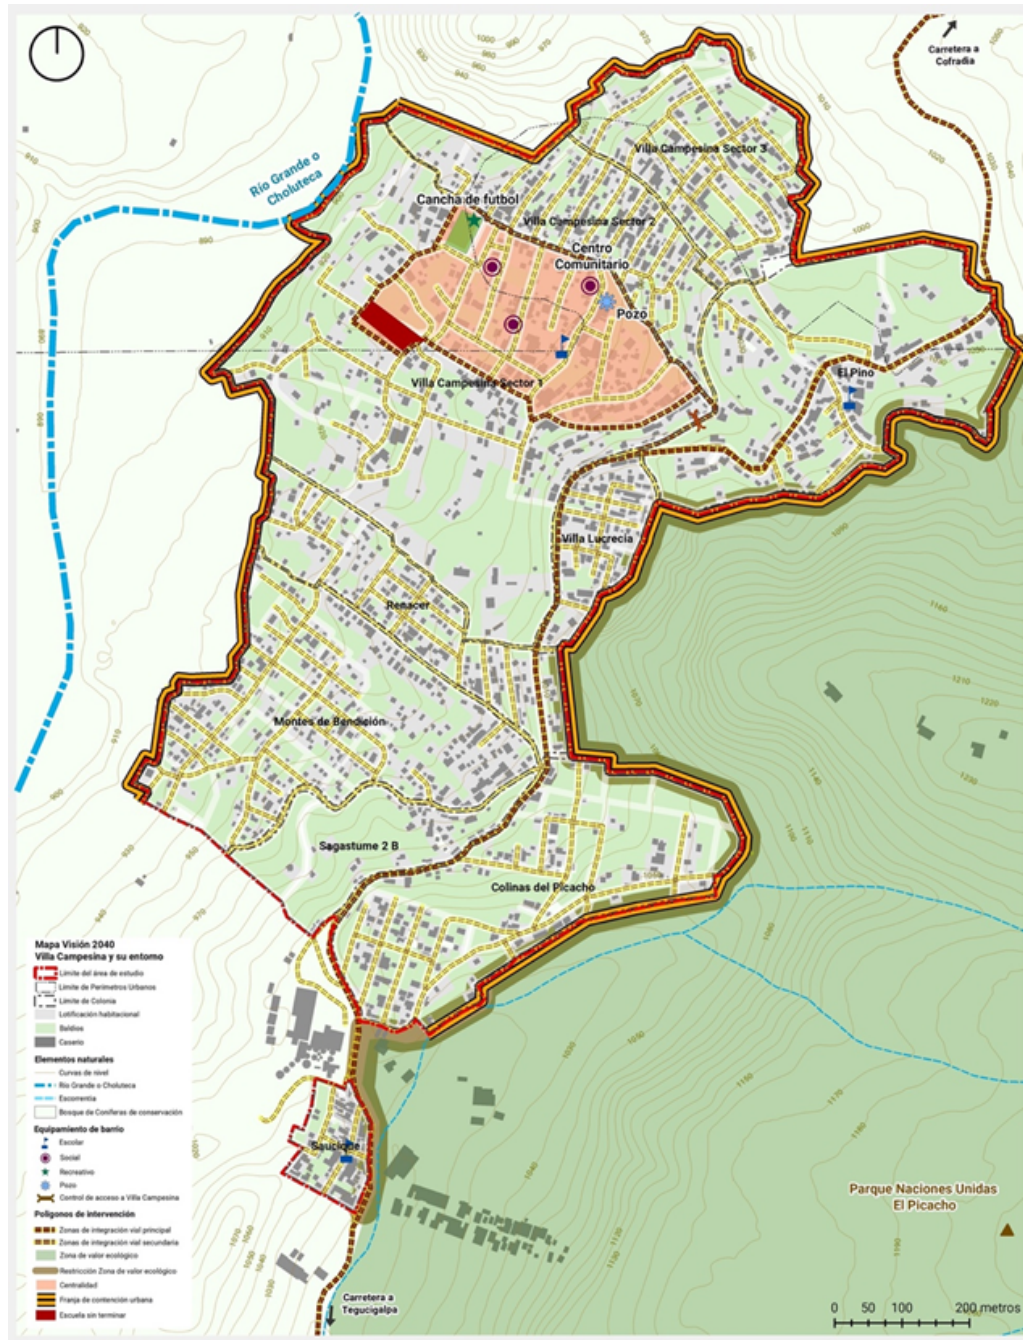 Carretera a
Cofradia
Río Grande o
Choluteca
Villa Campesina Sector 3
Cancha de futbol
Villa Campesina Sector 2
Centro
Comunitario
Pozo
El Pino
Villa Campesina Sector 1
Villa Lucrecia
Renacer
Montes de Bendición
Sagastume 2 B
Colinas del Picacho
Mapa Visión 2040
Villa Campesina y su entorno
Límite del área de estudio
Límite de Perímetros Urbanos
Límite de Colonia
Lotificación habitacional
Baldíos
Caserío
Elementos naturales
Curvas de nivel
Río Grande o Choluteca
Escorrentía
Bosque de Coníferas de conservación
Equipamiento de barrio
Escolar
Social
Recreativo
Pozo
Control de acceso a Villa Campesina
Polígonos de intervención
Zonas de integración vial principal
Zonas de integración vial secundaria
Zona de valor ecológico
Restricción Zona de valor ecológico
Centralidad
Franja de contención urbana
Escuela sin terminar
Parque Naciones Unidas
El Picacho
Carretera a
Tegucigalpa
0 50 100 200 metros